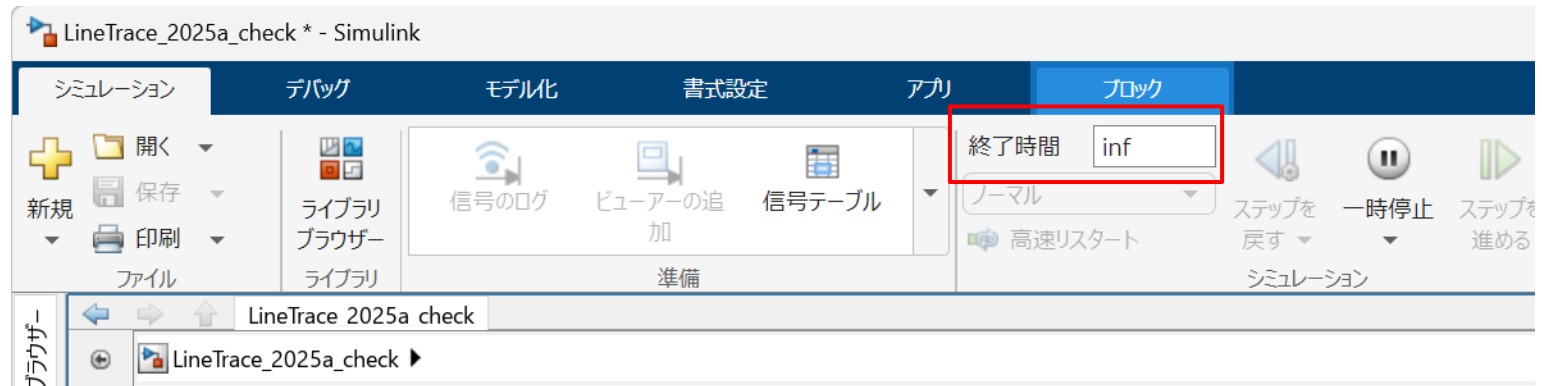 LineTrace_2025a_check * - Simulink
シミュレーション デバッグ モデル化 書式設定 アプリ ブロック
新規
開く
保存
印刷
ファイル
ライブラリ
ブラウザー
ライブラリ
信号のログ
ビューアーの追
加
信号テーブル
準備
終了時間 inf
ノーマル
高速リスタート
ステップを
戻す
一時停止
ステップを
進める
シミュレーション
LineTrace_2025a_check
ブラウザー
LineTrace_2025a_check